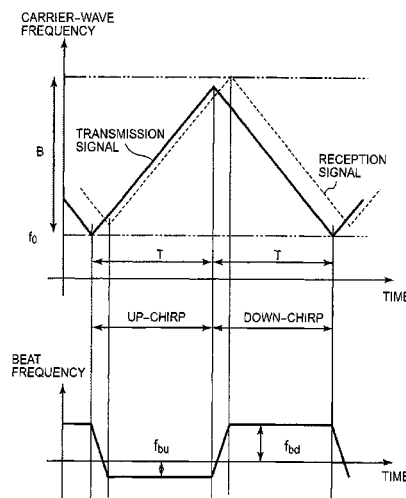 CARRIER-WAVE
FREQUENCY
TRANSMISSION
SIGNAL
B
RECEPTION
SIGNAL
f0
T
T
TIME
UP-CHIRP
DOWN-CHIRP
BEAT
FREQUENCY
fbu
fbd
TIME